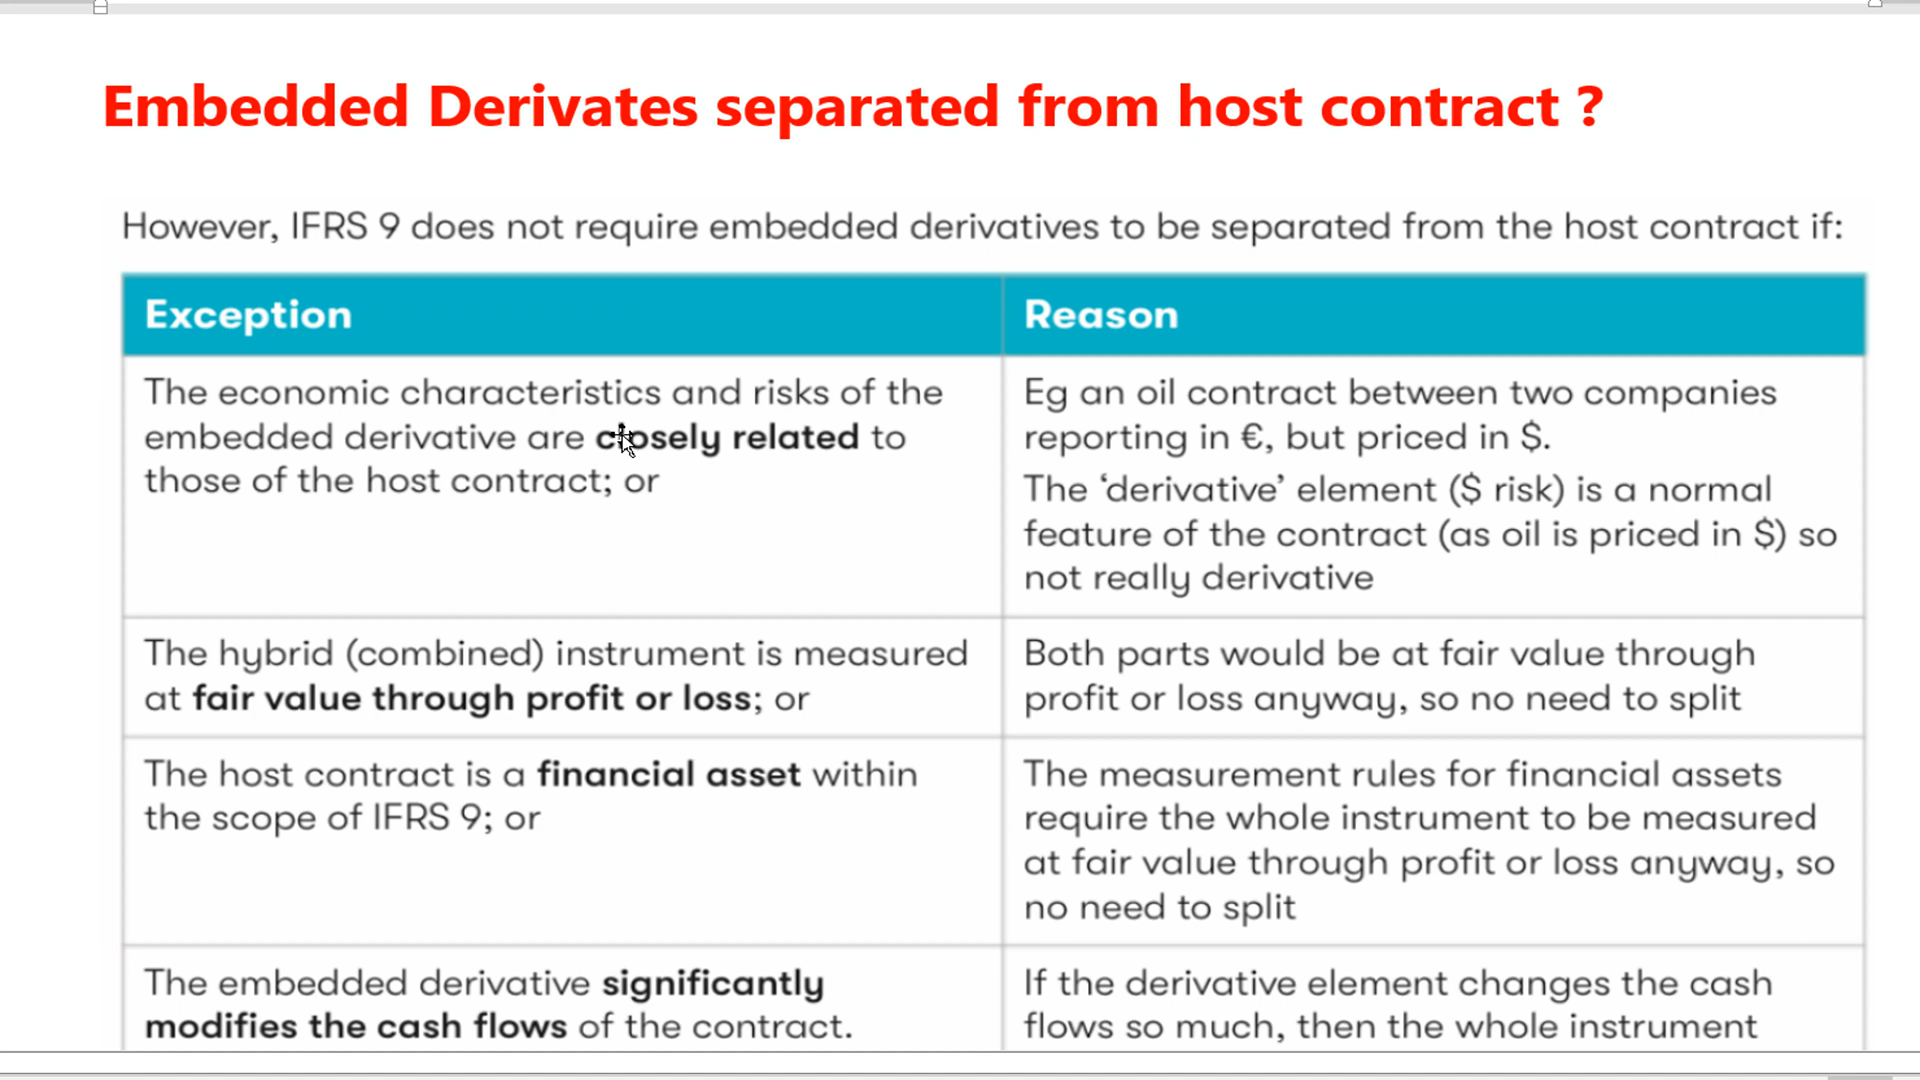 Embedded Derivates separated from host contract ?
However, IFRS 9 does not require embedded derivatives to be separated from the host contract if:
Exception
Reason
The economic characteristics and risks of the
embedded derivative are closely related to
those of the host contract; or
Eg an oil contract between two companies
reporting in €, but priced in $.
The ‘derivative’ element ($ risk) is a normal
feature of the contract (as oil is priced in $) so
not really derivative
The hybrid (combined) instrument is measured
at fair value through profit or loss; or
Both parts would be at fair value through
profit or loss anyway, so no need to split
The host contract is a financial asset within
the scope of IFRS 9; or
The measurement rules for financial assets
require the whole instrument to be measured
at fair value through profit or loss anyway, so
no need to split
The embedded derivative significantly
modifies the cash flows of the contract.
If the derivative element changes the cash
flows so much, then the whole instrument